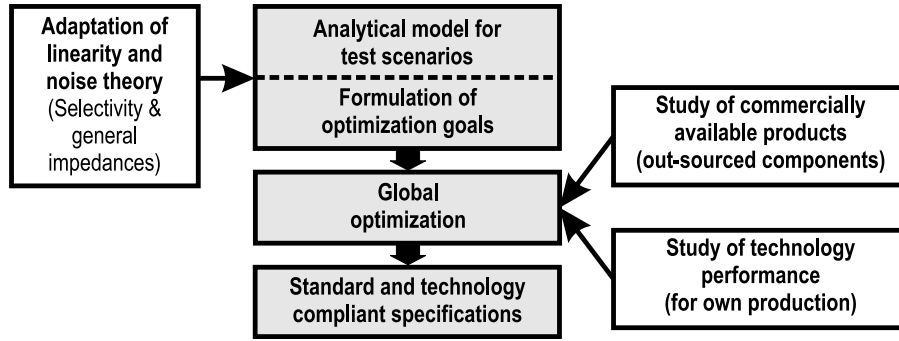 Adaptation of
linearity and
noise theory
(Selectivity &
general
impedances)
Analytical model for
test scenarios
Formulation of
optimization goals
Global
optimization
Standard and technology
compliant specifications
Study of commercially
available products
(out-sourced components)
Study of technology
performance
(for own production)